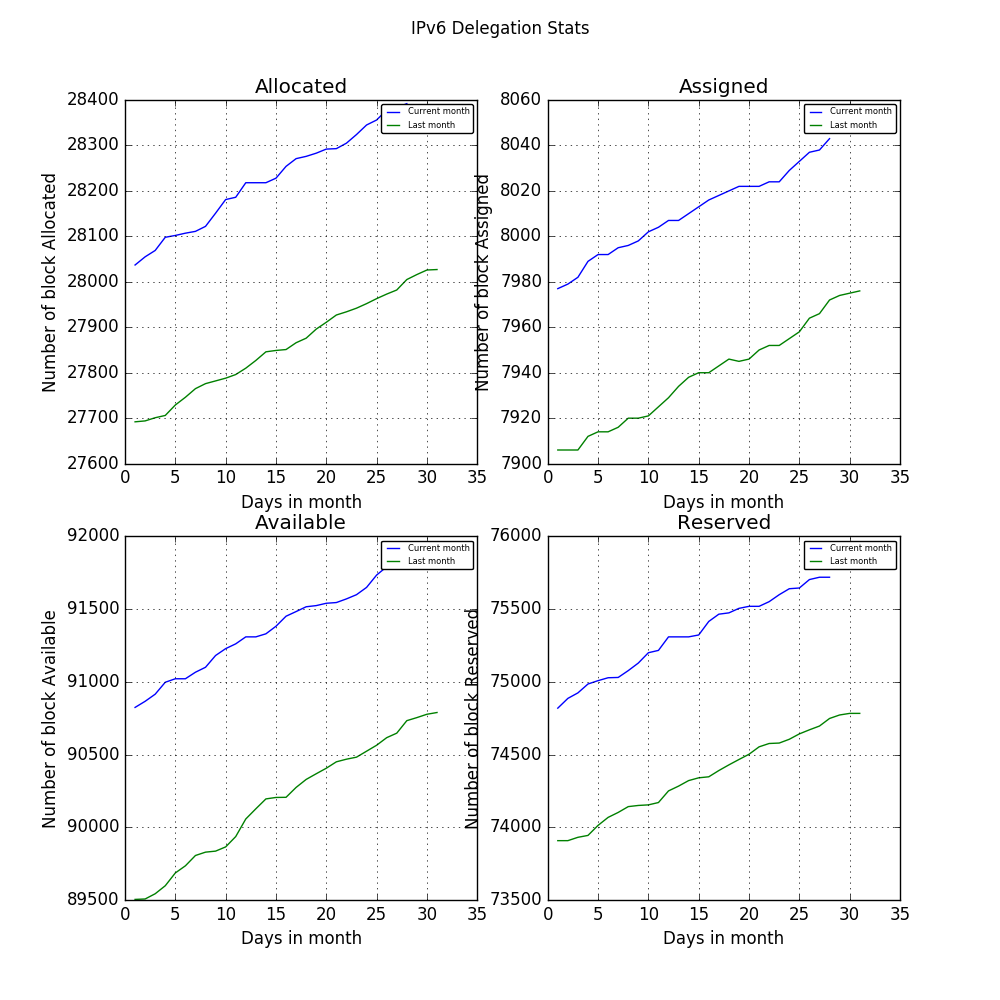 IPv6 Delegation Stats
Allocated
Number of block Allocated
28400
28300
28200
28100
28000
27900
27800
27700
27600
Current month
Last month
0 5 10 15 20 25 30 35
Days in month
Assigned
Number of block Assigned
8060
8040
8020
8000
7980
7960
7940
7920
7900
Current month
Last month
0 5 10 15 20 25 30 35
Days in month
Available
Number of block Available
92000
91500
91000
90500
90000
89500
Current month
Last month
0 5 10 15 20 25 30 35
Days in month
Reserved
Number of block Reserved
76000
75500
75000
74500
74000
73500
Current month
Last month
0 5 10 15 20 25 30 35
Days in month